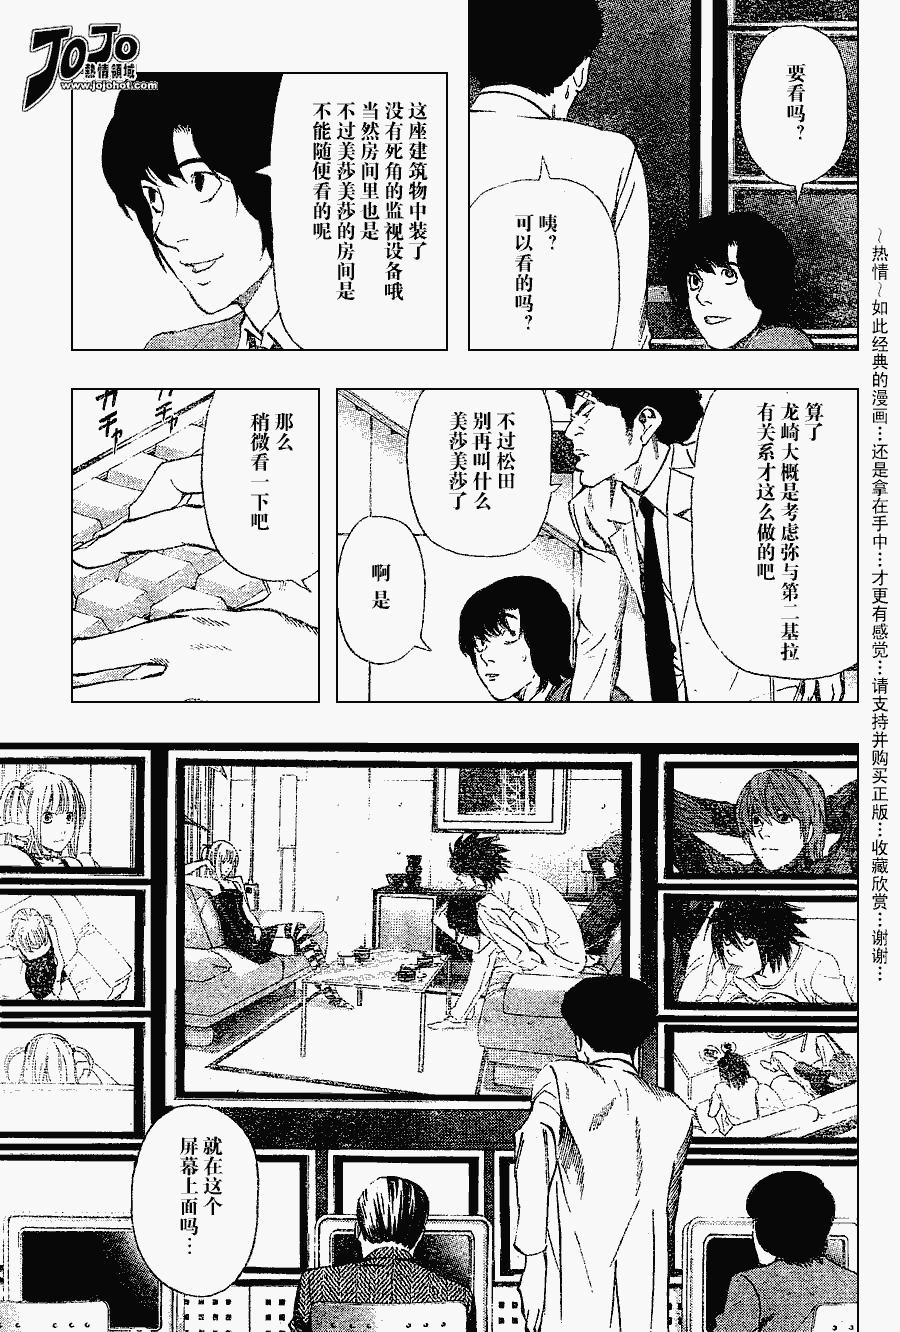 JOJO
熱情領域
www.jojohot.com
要看吗?
咦?
可以看的吗?
这座建筑物中装了
没有死角的监视设备哦
当然房间里也是
不过美莎美莎的房间是
不能随便看的呢
算了
龙崎大概是考虑弥与第二基拉
有关系才这么做的吧
不过松田
别再叫什么
美莎美莎了
啊
是
那么
稍微看一下吧
ガチャ
ガチャ
就在这个
屏幕上面吗…
~热情~如此经典的漫画…还是拿在手中…才更有感觉…请支持并购买正版…收藏欣赏…谢谢…